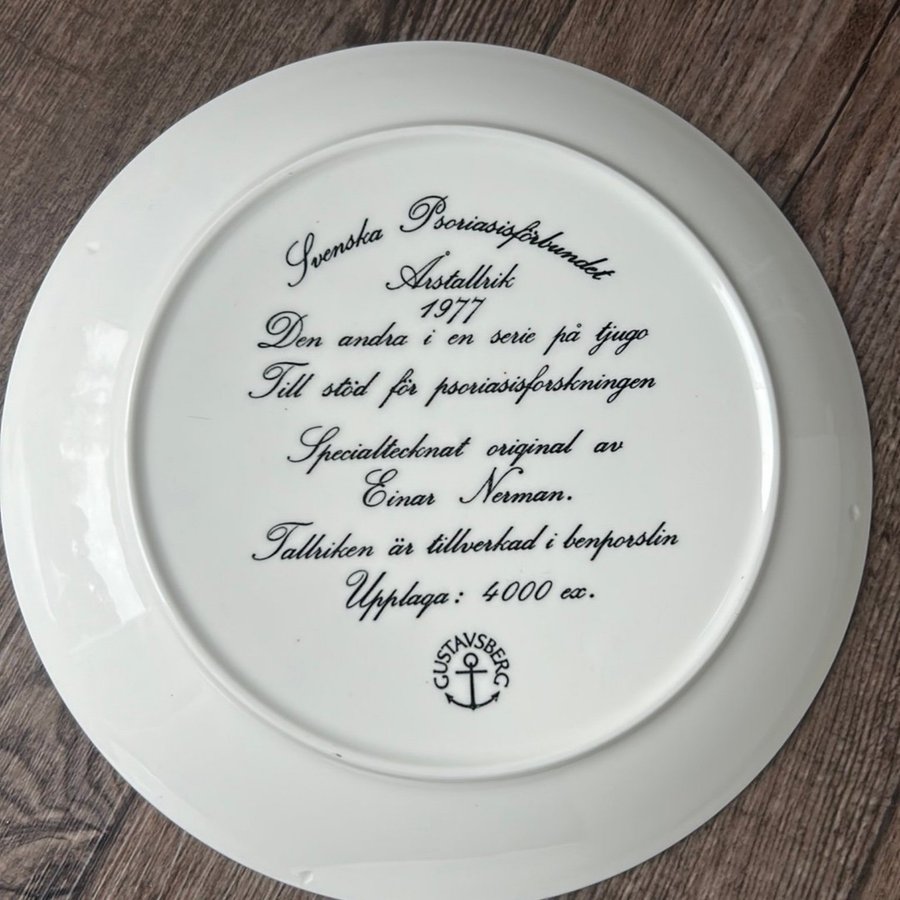 Svenska Psoriasisförbundet
Årstallrik
1977
Den andra i en serie på tjugo
Till stöd för psoriasisforskningen
Specialtecknat original av
Einar Nerman.
Tallriken är tillverkad i benporslin
Upplaga: 4000 ex.
GUSTAVSBERG